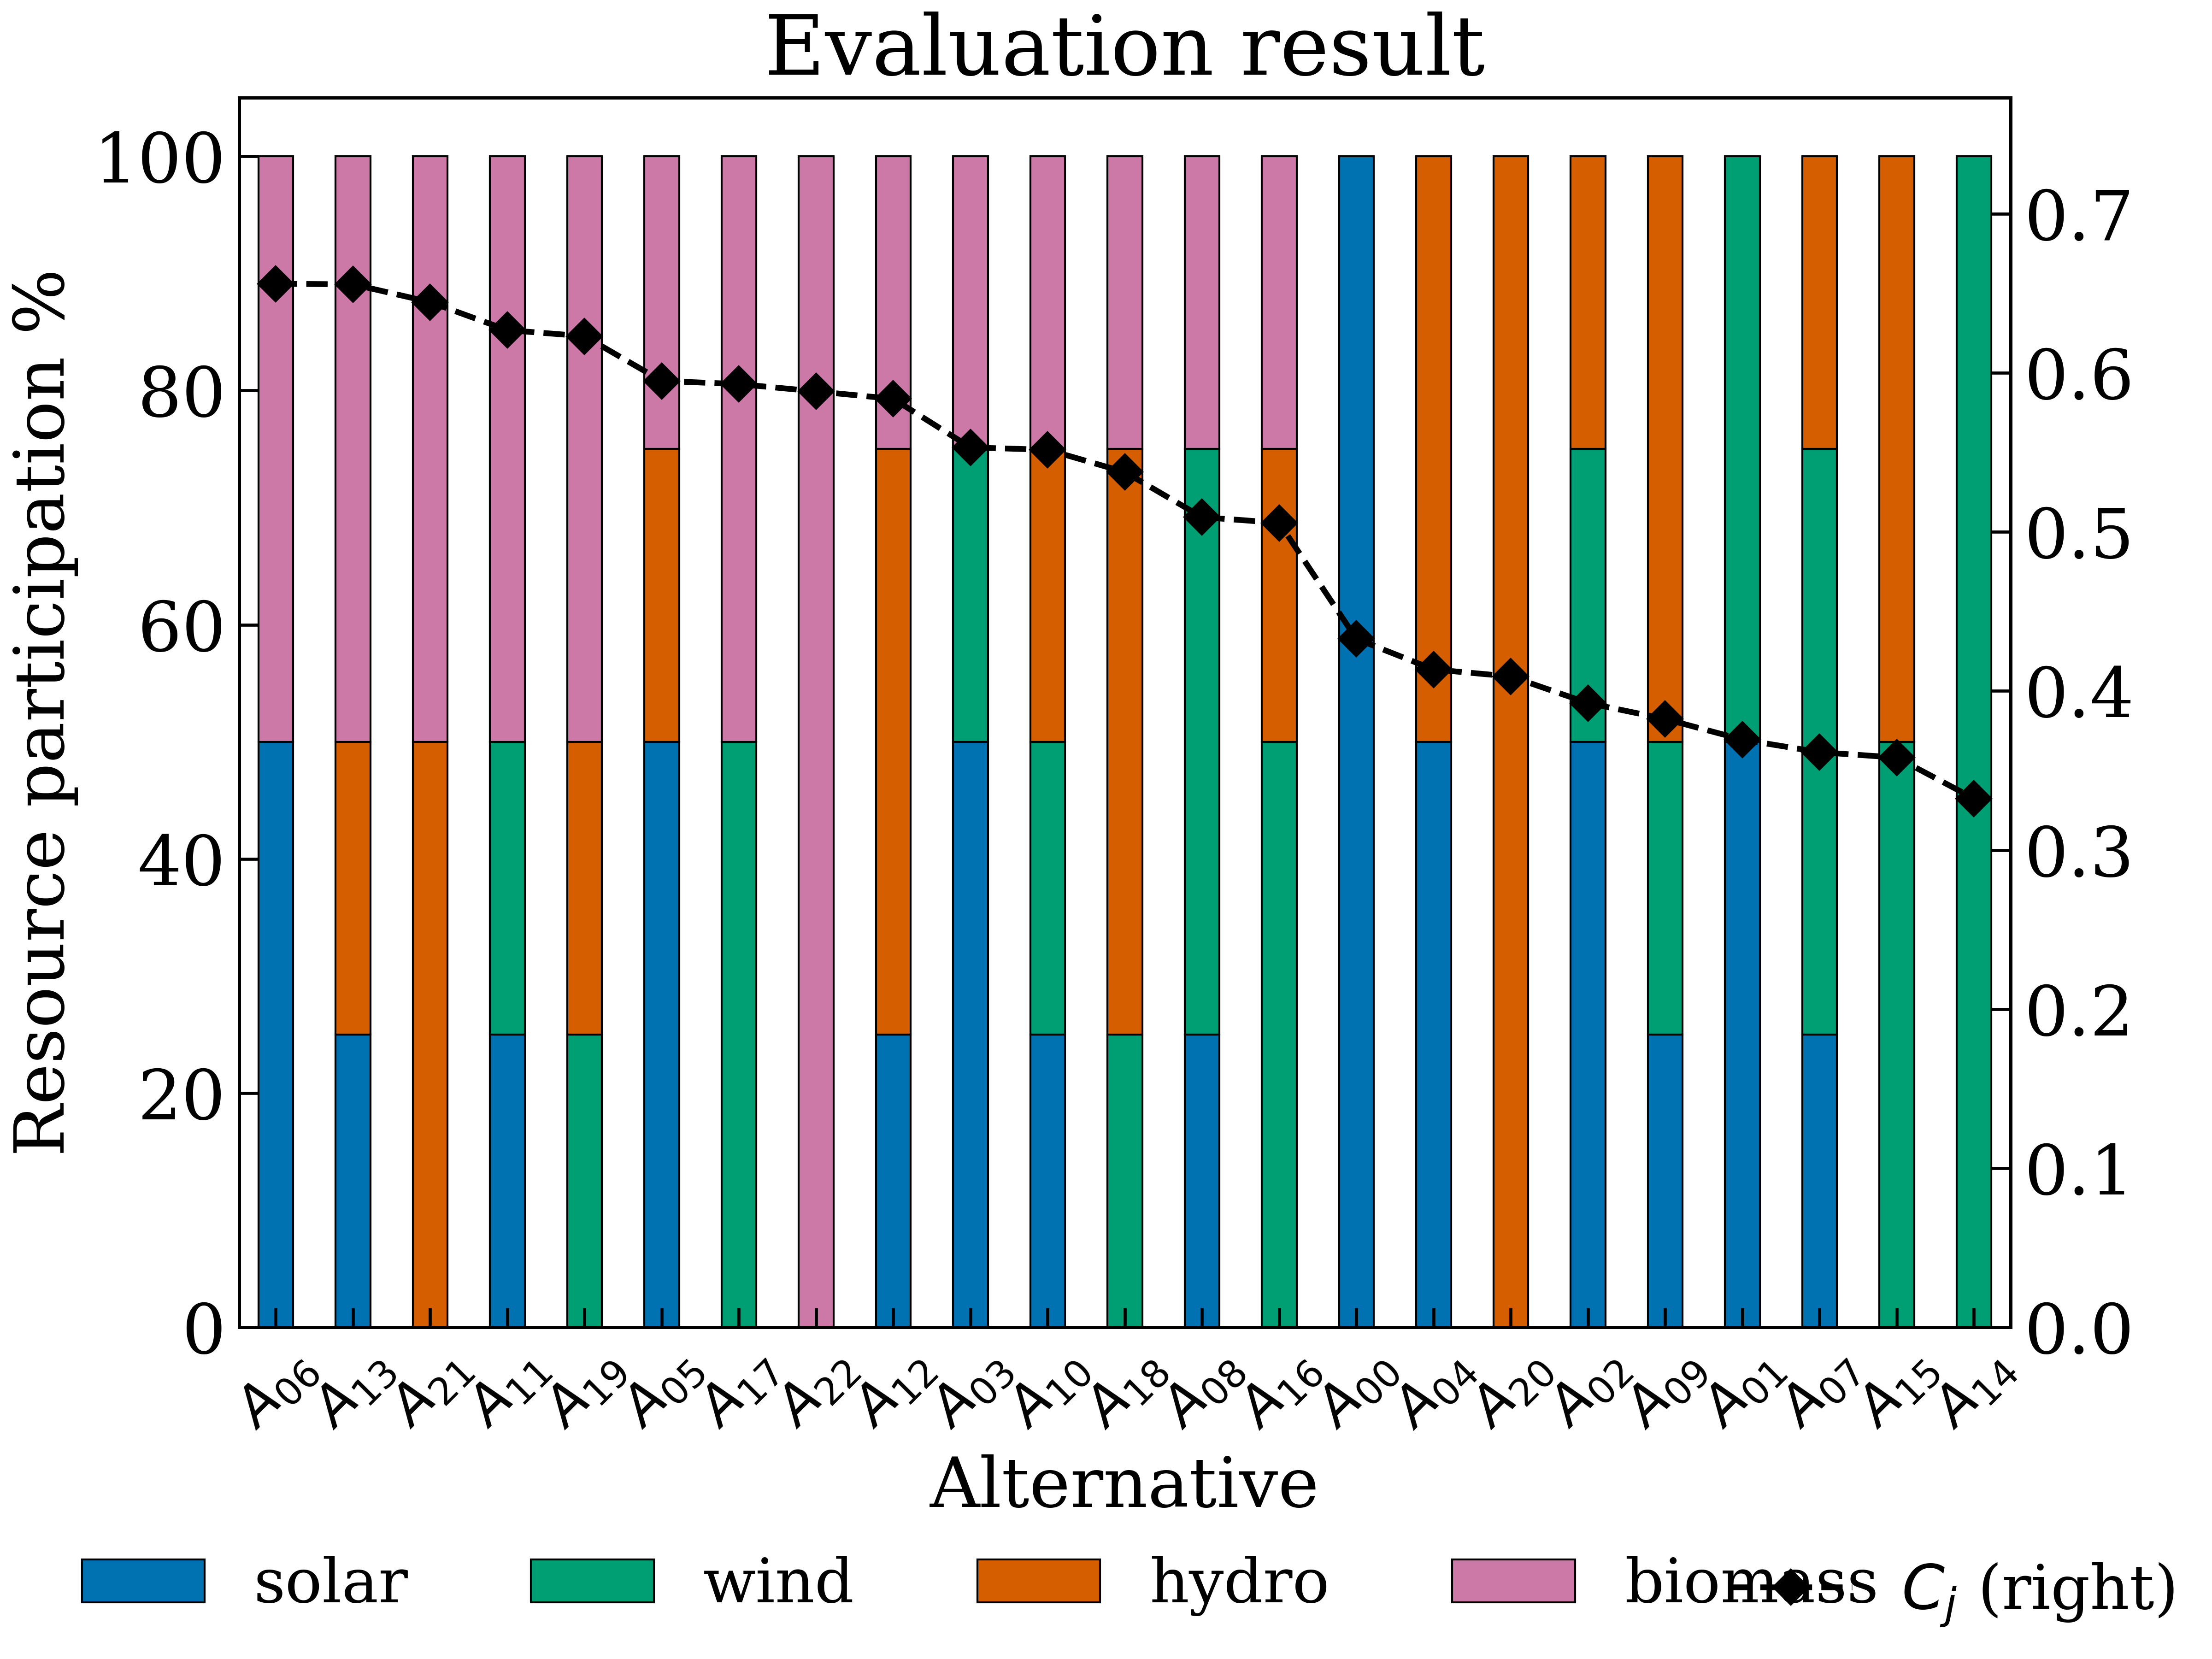 Evaluation result
Resource participation %
100
80
60
40
20
0
0.7
0.6
0.5
0.4
0.3
0.2
0.1
0.0
A06 A13 A21 A11 A19 A05 A17 A22 A12 A03 A10 A18 A08 A16 A00 A04 A20 A02 A09 A01 A07 A15 A14
Alternative
solar wind hydro biomass Cj (right)